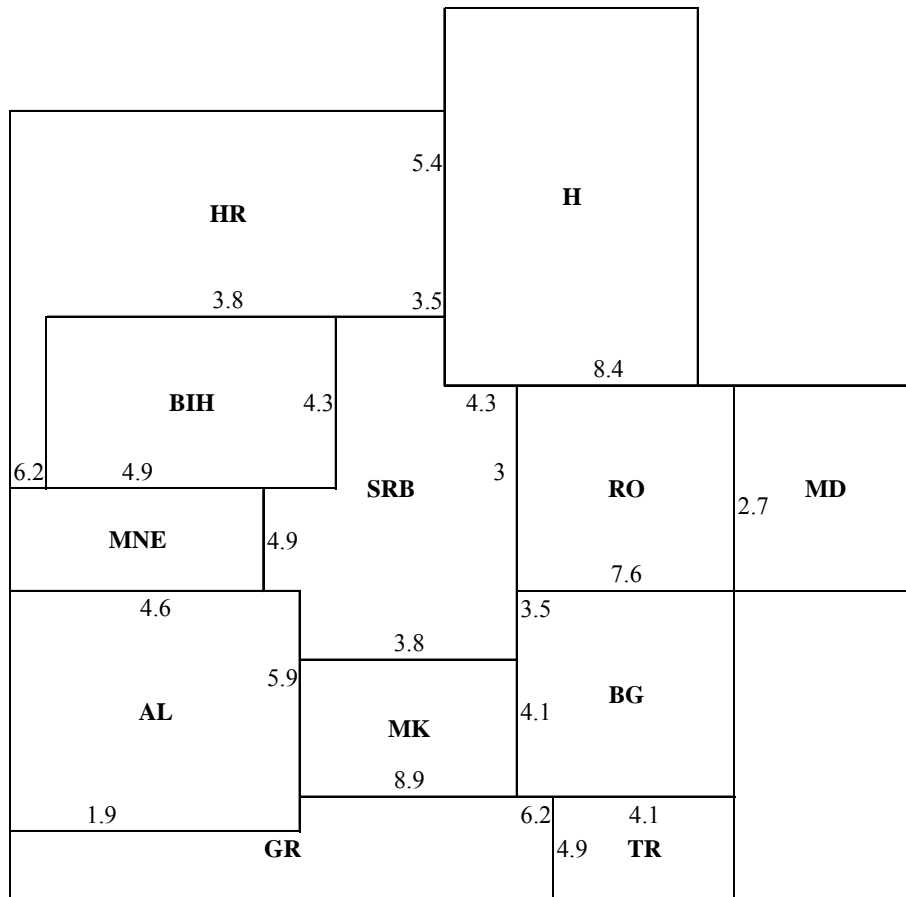 5.4
H
HR
3.8 3.5
8.4
BIH 4.3 4.3
6.2 4.9 3
SRB RO MD
2.7
MNE 4.9
7.6
4.6 3.5
3.8
5.9
BG
AL 4.1
MK
8.9
1.9 6.2 4.1
GR 4.9 TR